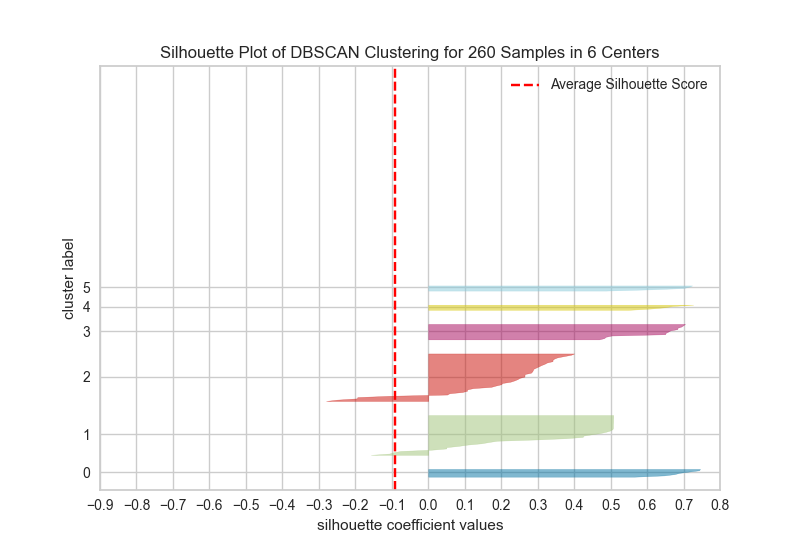 Silhouette Plot of DBSCAN Clustering for 260 Samples in 6 Centers
Average Silhouette Score
cluster label
5
4
3
2
1
0
−0.9 −0.8 −0.7 −0.6 −0.5 −0.4 −0.3 −0.2 −0.1 0.0 0.1 0.2 0.3 0.4 0.5 0.6 0.7 0.8
silhouette coefficient values